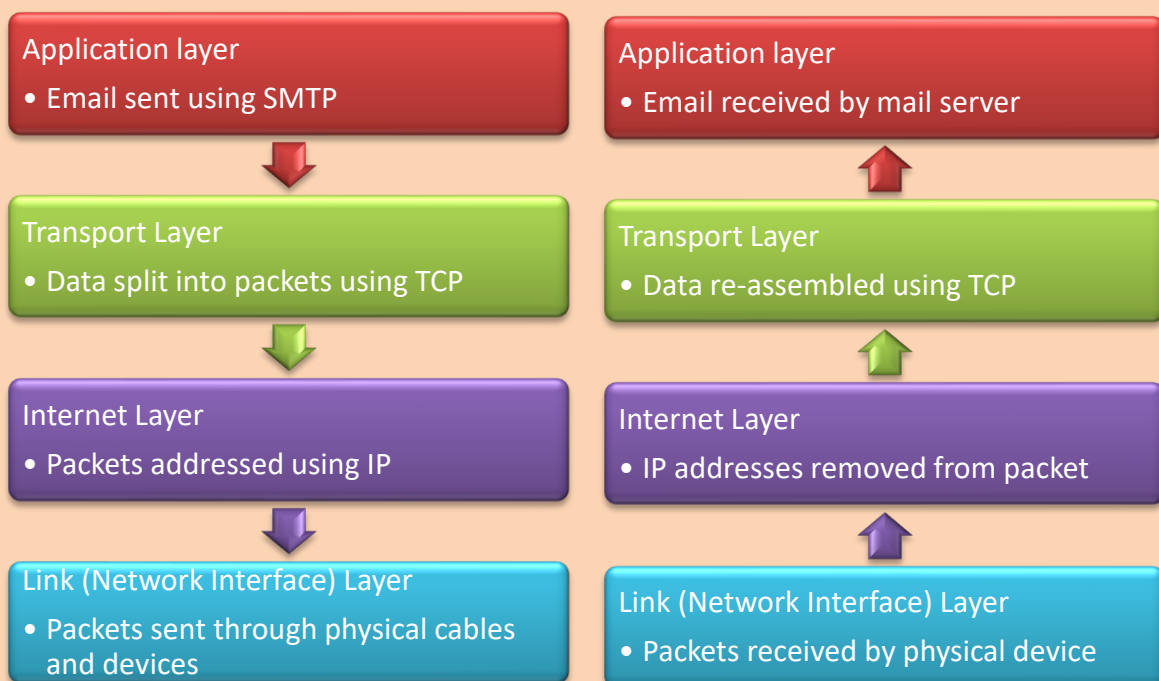 Application layer
• Email sent using SMTP
Transport Layer
• Data split into packets using TCP
Internet Layer
• Packets addressed using IP
Link (Network Interface) Layer
• Packets sent through physical cables
and devices
Application layer
• Email received by mail server
Transport Layer
• Data re-assembled using TCP
Internet Layer
• IP addresses removed from packet
Link (Network Interface) Layer
• Packets received by physical device